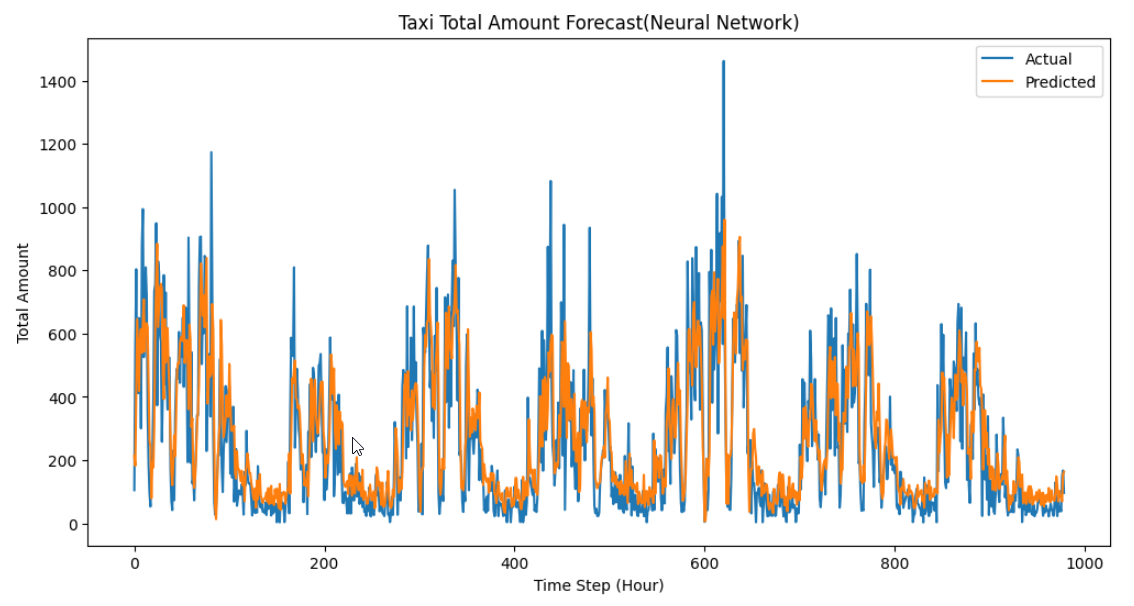 Taxi Total Amount Forecast(Neural Network)
Actual
Predicted
Total Amount
1400
1200
1000
800
600
400
200
0
0 200 400 600 800 1000
Time Step (Hour)